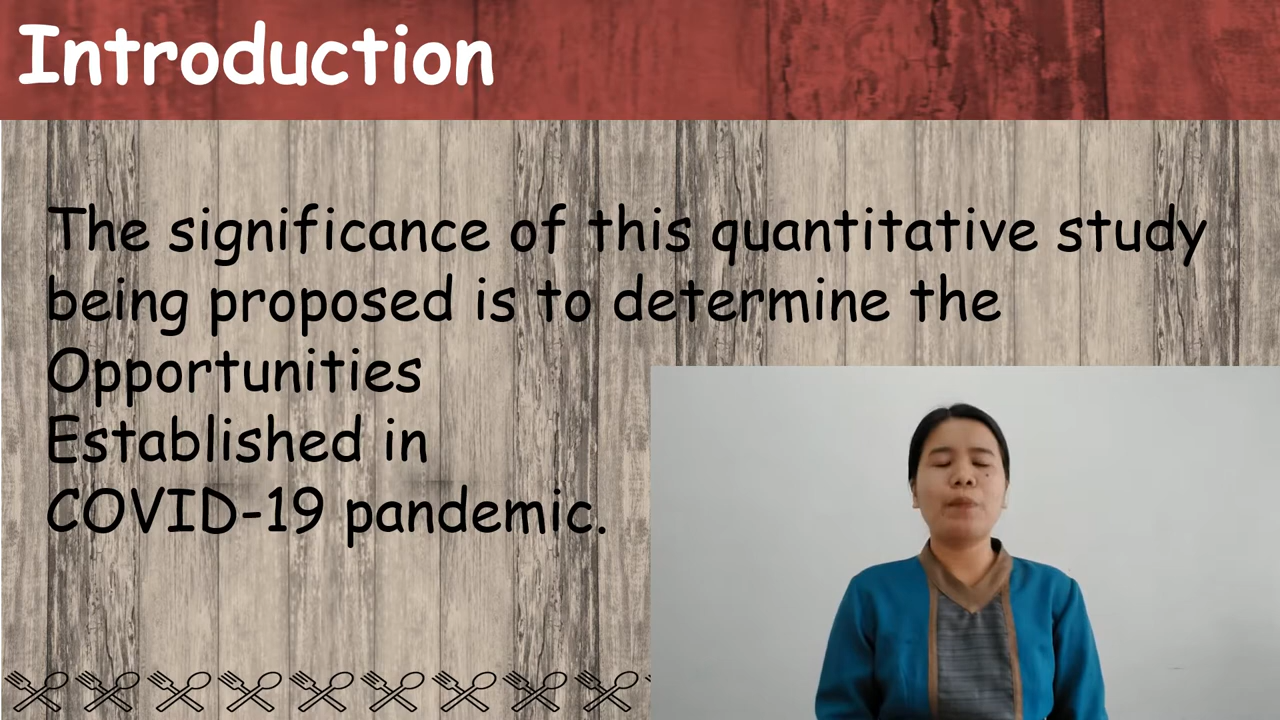 Introduction
The significance of this quantitative study
being proposed is to determine the
Opportunities
Established in
COVID-19 pandemic.